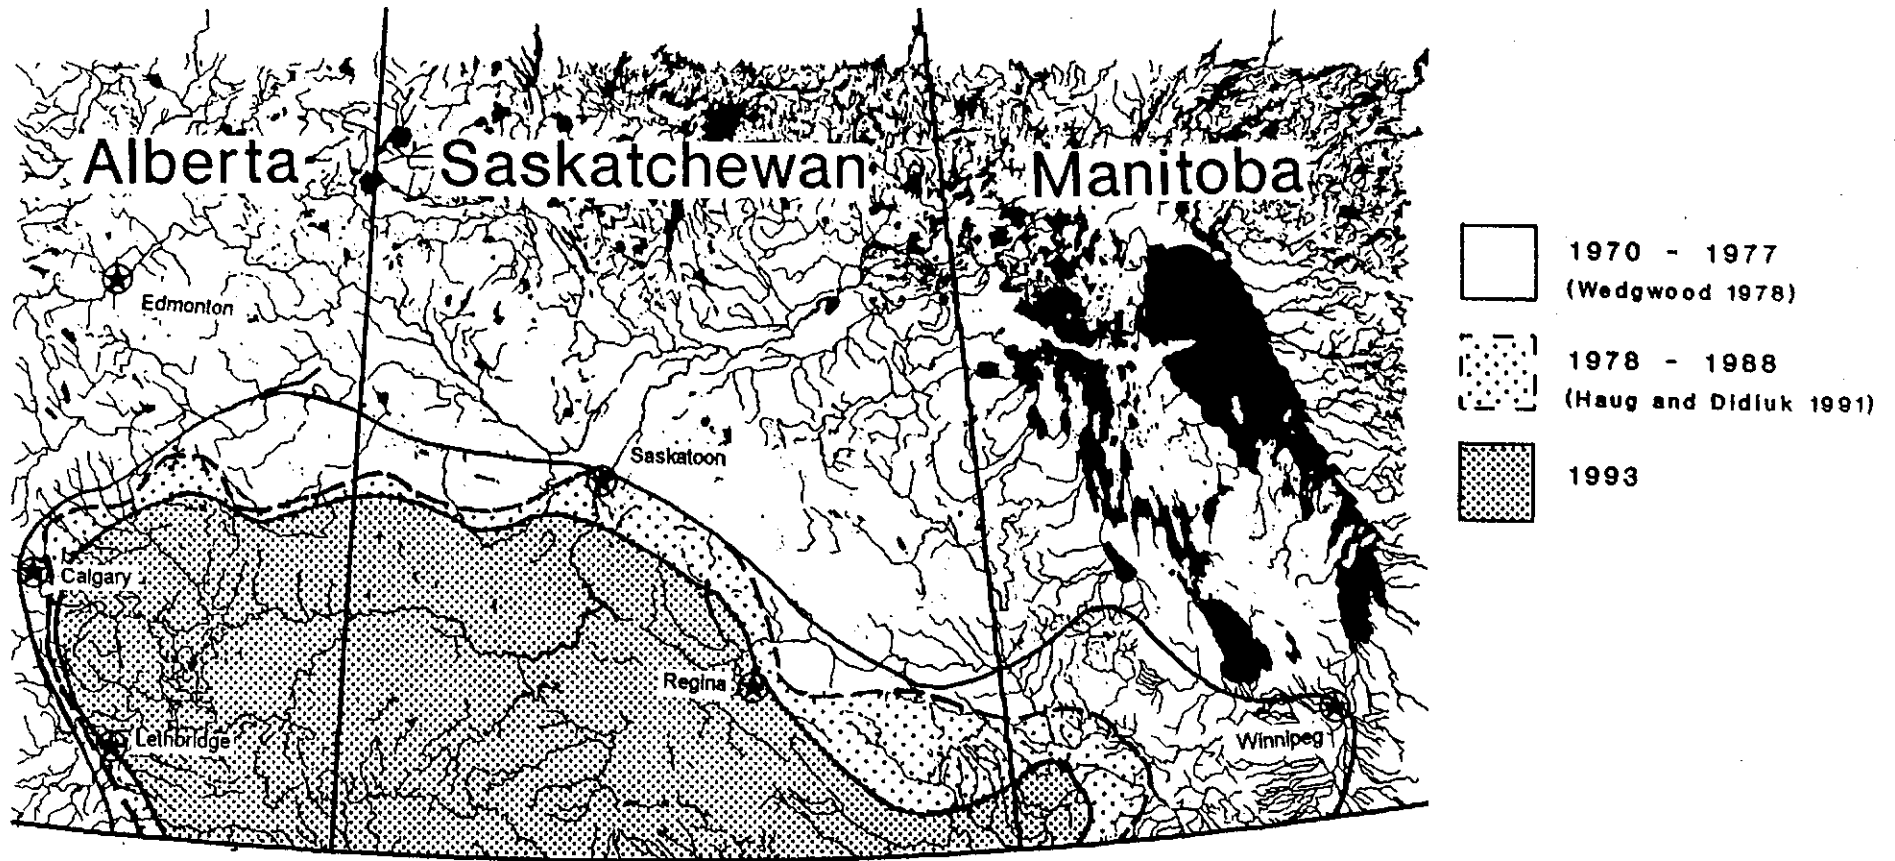 Alberta
Saskatchewan
Manitoba
Edmonton
Saskatoon
Calgary
Regina
Lethbridge
Winnipeg
1970 - 1977
(Wedgwood 1978)
1978 - 1988
(Haug and Didiuk 1991)
1993